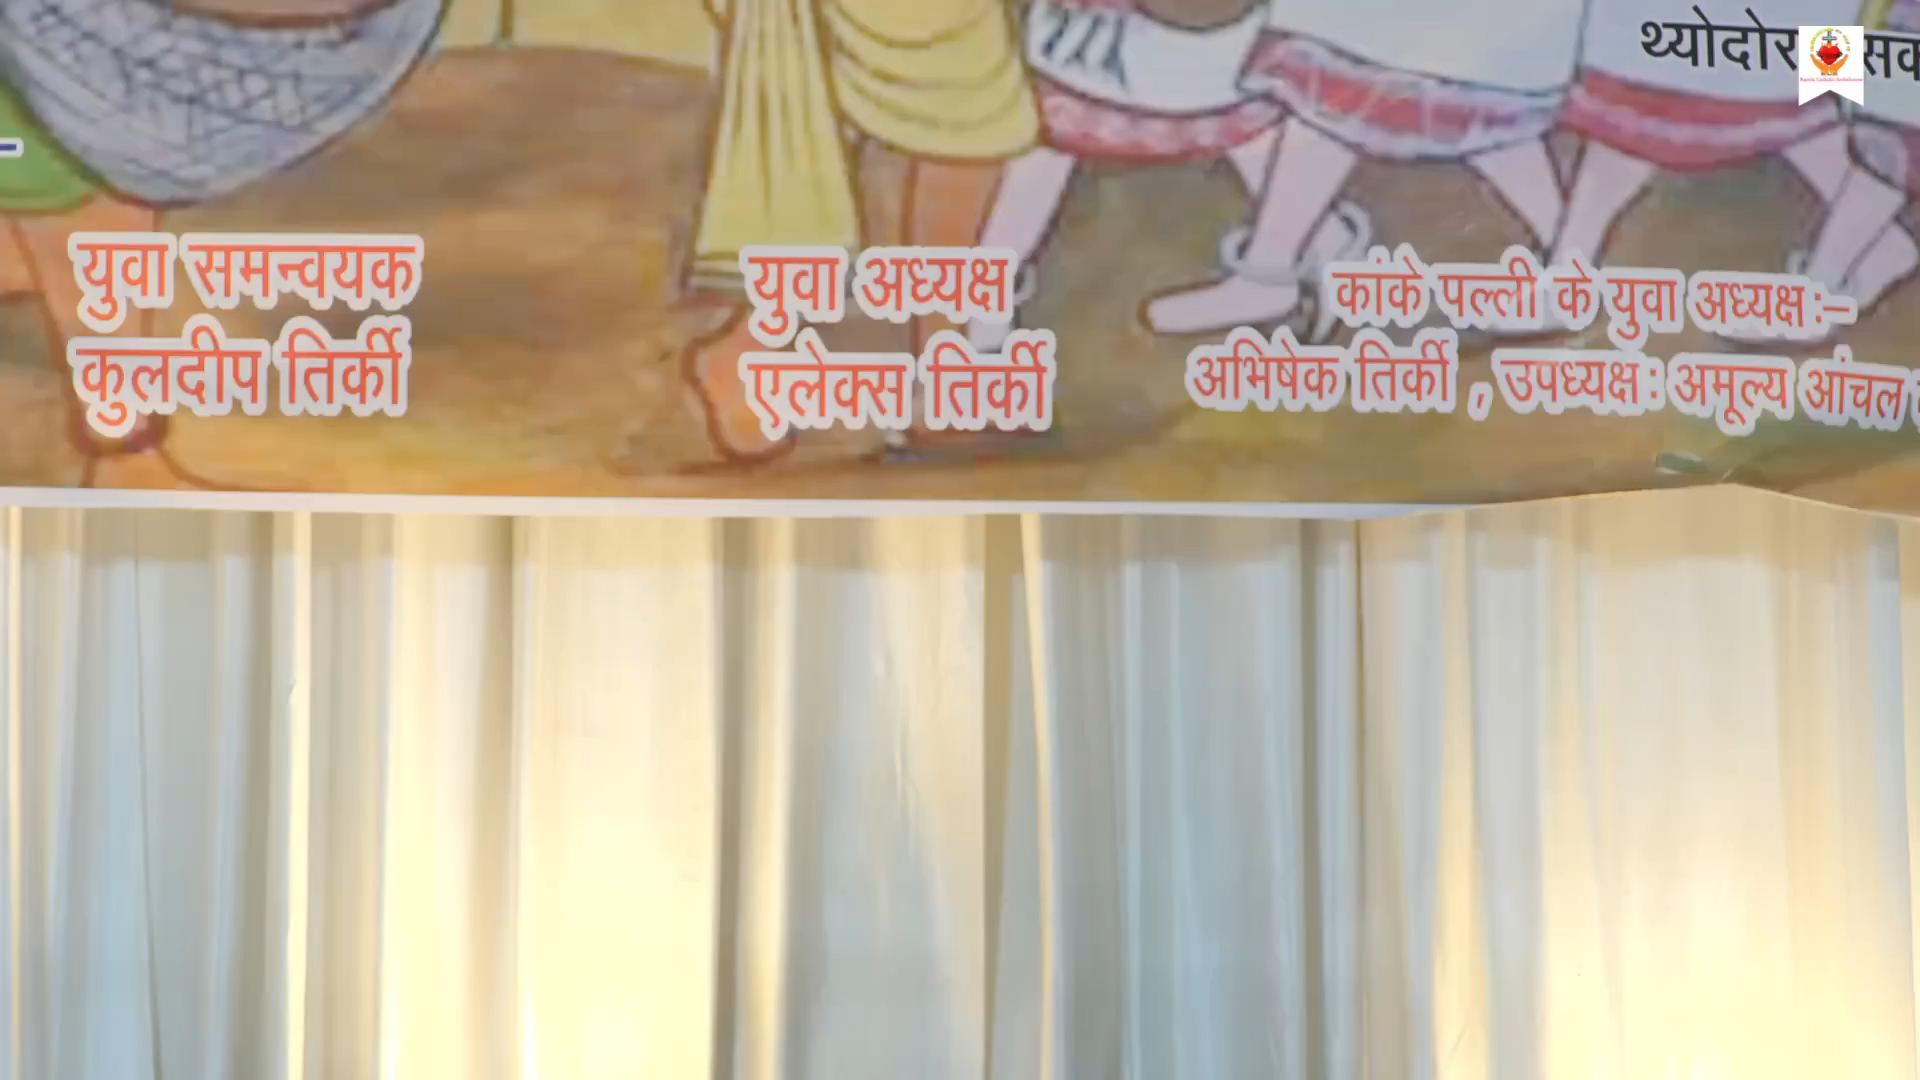 थ्योदोर
युवा समन्वयक
कुलदीप तिर्की
युवा अध्यक्ष
एलेक्स तिर्की
कांके पल्ली के युवा अध्यक्ष :–
अभिषेक तिर्की , उपध्यक्ष : अमूल्य आंचल